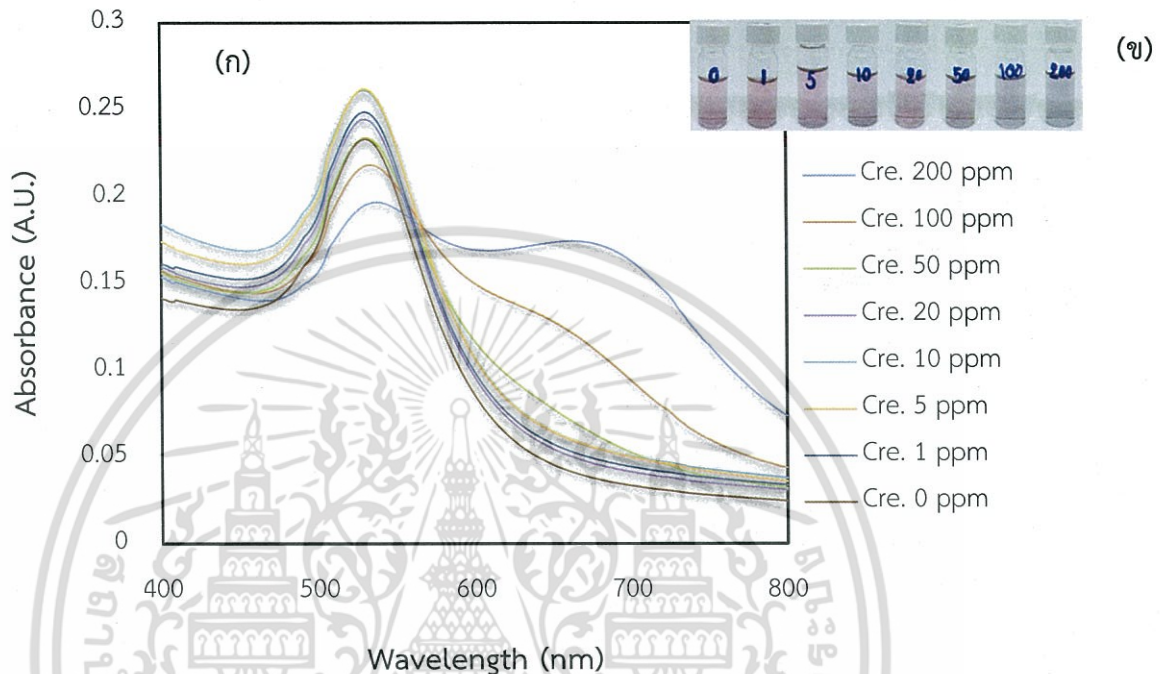 0.3
0.25
0.2
0.15
0.1
0.05
0
Absorbance (A.U.)
(ก)
0 1 5 10 20 50 100 200
(ข)
Cre. 200 ppm
Cre. 100 ppm
Cre. 50 ppm
Cre. 20 ppm
Cre. 10 ppm
Cre. 5 ppm
Cre. 1 ppm
Cre. 0 ppm
400 500 600 700 800
Wavelength (nm)